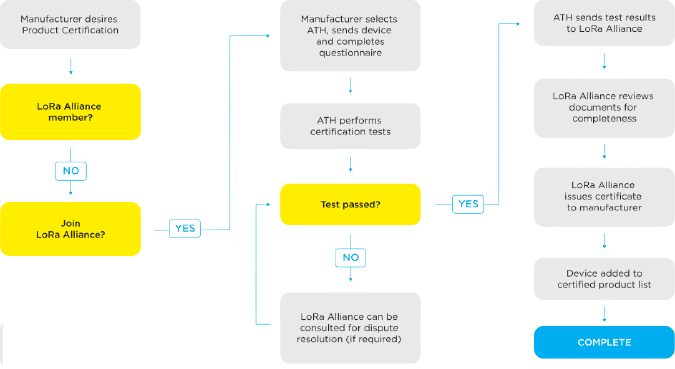 Manufacturer desires
Product Certification
LoRa Alliance
member?
NO
Join
LoRa Alliance?
YES
Manufacturer selects
ATH, sends device
and completes
questionnaire
ATH performs
certification tests
Test passed?
YES
NO
LoRa Alliance can be
consulted for dispute
resolution (if required)
ATH sends test results
to LoRa Alliance
LoRa Alliance reviews
documents for
completeness
LoRa Alliance
issues certificate
to manufacturer
Device added to
certified product list
COMPLETE